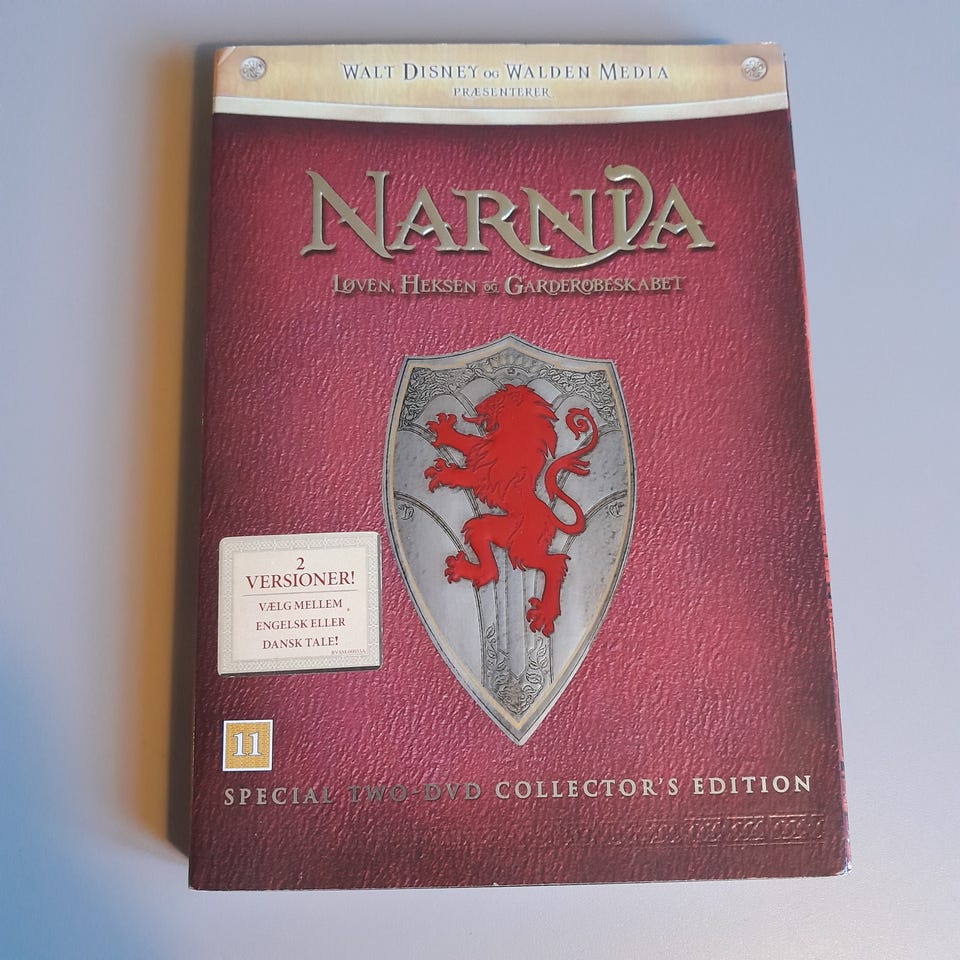 WALT DISNEY OG WALDEN MEDIA
PRÆSENTERER
NARNIA
LØVEN, HEKSEN OG GARDEROBESKABET
2
VERSIONER!
VÆLG MELLEM
ENGELSK ELLER
DANSK TALE!
11
SPECIAL TWO-DVD COLLECTOR'S EDITION